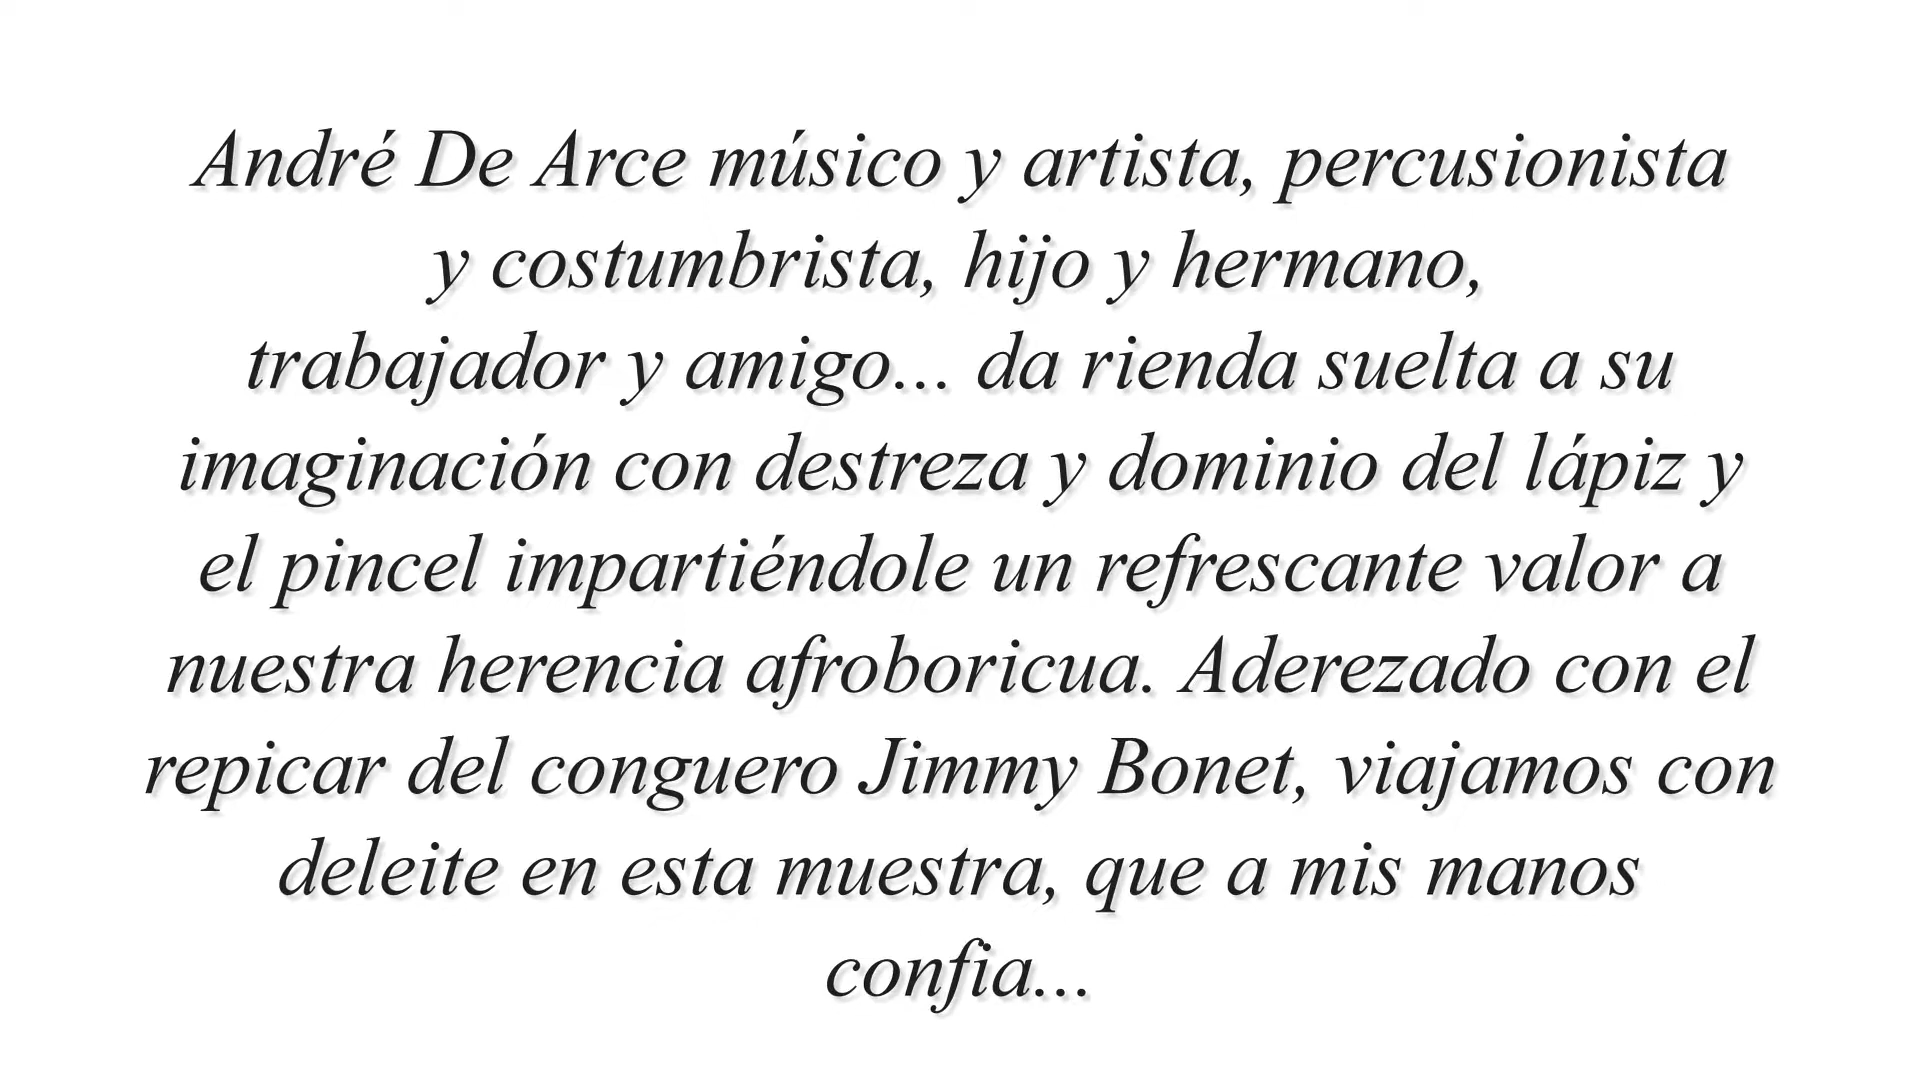 André De Arce músico y artista, percusionista
y costumbrista, hijo y hermano,
trabajador y amigo... da rienda suelta a su
imaginación con destreza y dominio del lápiz y
el pincel impartiéndole un refrescante valor a
nuestra herencia afroboricua. Aderezado con el
repicar del conguero Jimmy Bonet, viajamos con
deleite en esta muestra, que a mis manos
confia...